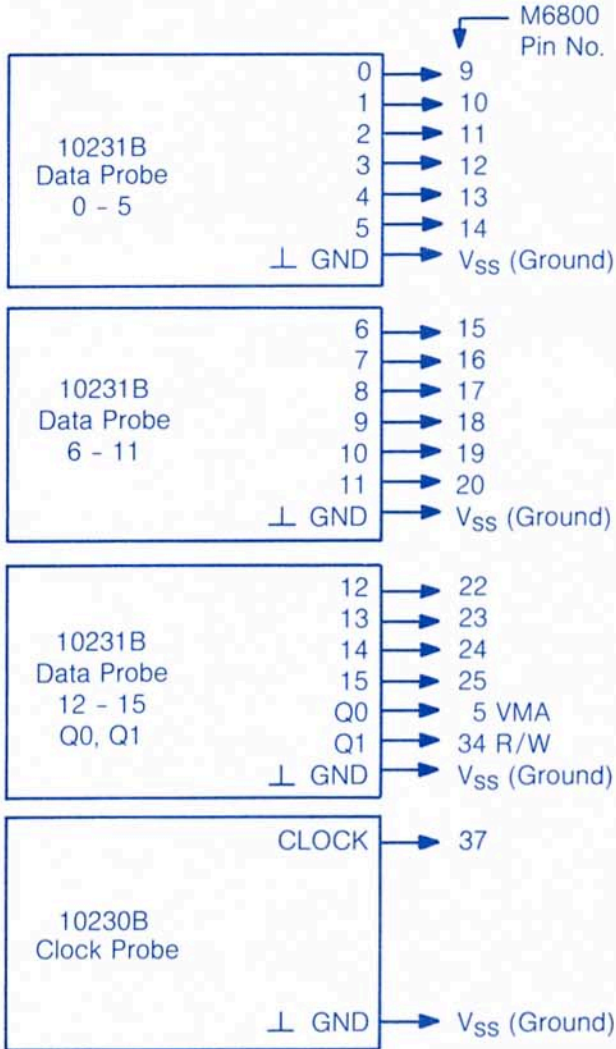 M6800
Pin No.
0 9
1 10
10231B
Data Probe
0 - 5
2 11
3 12
4 13
5 14
⊥ GND VSS (Ground)
6 15
7 16
10231B
Data Probe
6 - 11
8 17
9 18
10 19
11 20
⊥ GND VSS (Ground)
12 22
13 23
10231B
Data Probe
12 - 15
Q0, Q1
14 24
15 25
Q0 5 VMA
Q1 34 R/W
⊥ GND VSS (Ground)
CLOCK 37
10230B
Clock Probe
⊥ GND VSS (Ground)